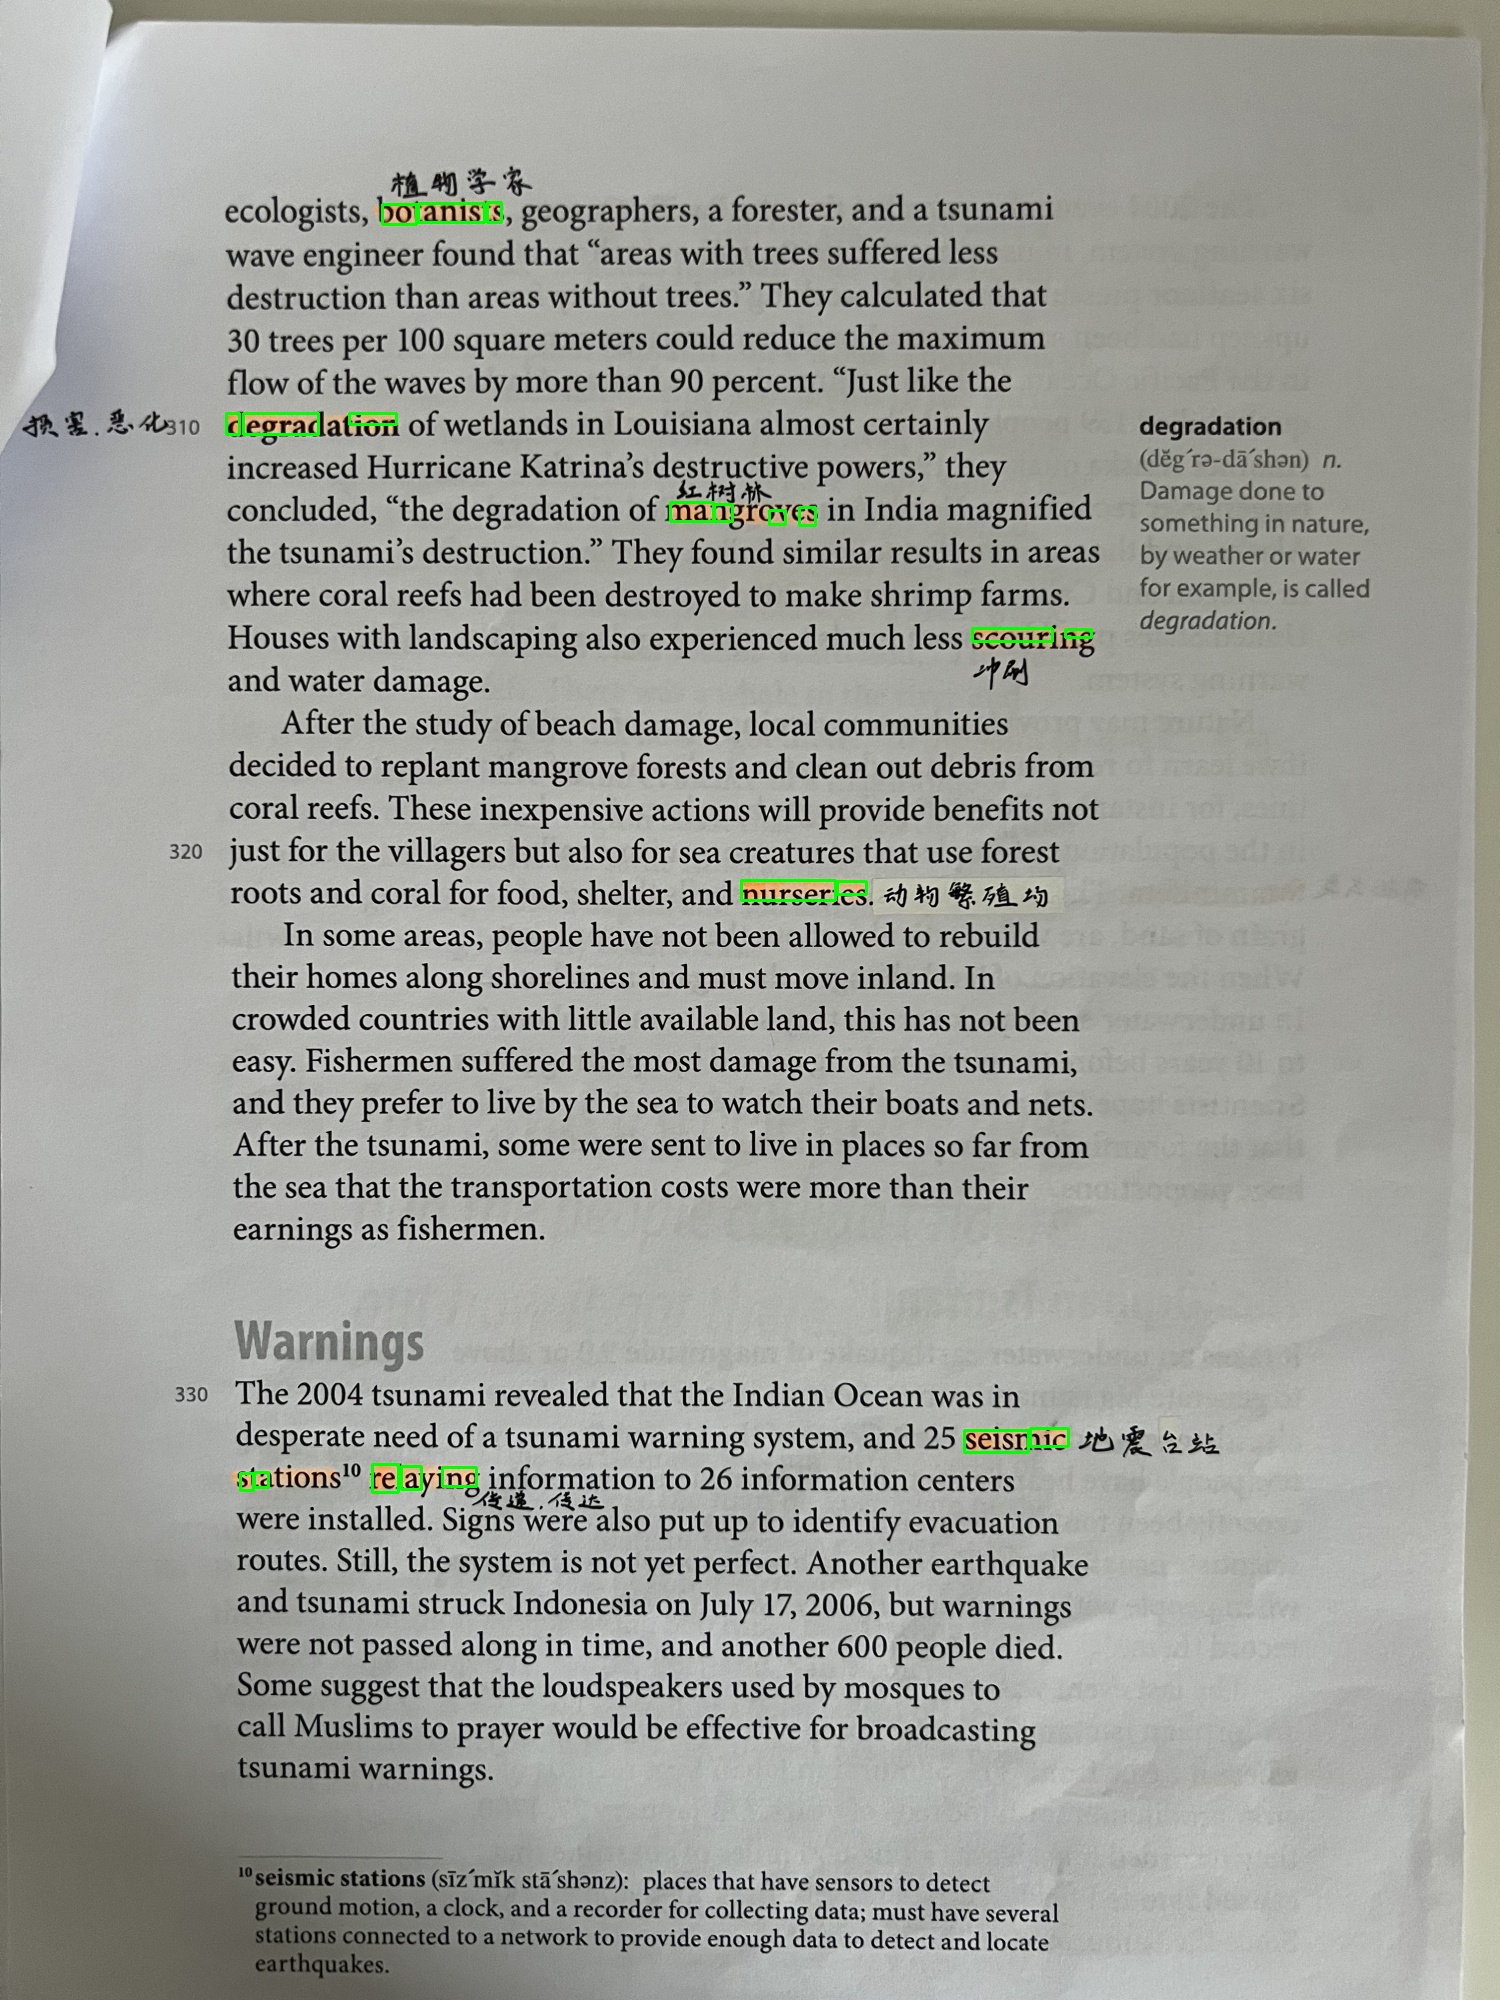 植物学家
ecologists, botanists, geographers, a forester, and a tsunami
wave engineer found that “areas with trees suffered less
destruction than areas without trees.” They calculated that
30 trees per 100 square meters could reduce the maximum
flow of the waves by more than 90 percent. “Just like the
损害.恶化 310 degradation of wetlands in Louisiana almost certainly
increased Hurricane Katrina’s destructive powers,” they
红树林
concluded, “the degradation of mangroves in India magnified
the tsunami’s destruction.” They found similar results in areas
where coral reefs had been destroyed to make shrimp farms.
Houses with landscaping also experienced much less scouring
冲刷
and water damage.
After the study of beach damage, local communities
decided to replant mangrove forests and clean out debris from
coral reefs. These inexpensive actions will provide benefits not
320 just for the villagers but also for sea creatures that use forest
roots and coral for food, shelter, and nurseries. 动物繁殖场
In some areas, people have not been allowed to rebuild
their homes along shorelines and must move inland. In
crowded countries with little available land, this has not been
easy. Fishermen suffered the most damage from the tsunami,
and they prefer to live by the sea to watch their boats and nets.
After the tsunami, some were sent to live in places so far from
the sea that the transportation costs were more than their
earnings as fishermen.
degradation
(dĕg´rə-dā´shən) n.
Damage done to
something in nature,
by weather or water
for example, is called
degradation.
Warnings
330 The 2004 tsunami revealed that the Indian Ocean was in
desperate need of a tsunami warning system, and 25 seismic 地震台站
stations¹⁰ relaying information to 26 information centers
传递.传达
were installed. Signs were also put up to identify evacuation
routes. Still, the system is not yet perfect. Another earthquake
and tsunami struck Indonesia on July 17, 2006, but warnings
were not passed along in time, and another 600 people died.
Some suggest that the loudspeakers used by mosques to
call Muslims to prayer would be effective for broadcasting
tsunami warnings.
¹⁰seismic stations (sīz´mĭk stā´shənz): places that have sensors to detect
ground motion, a clock, and a recorder for collecting data; must have several
stations connected to a network to provide enough data to detect and locate
earthquakes.